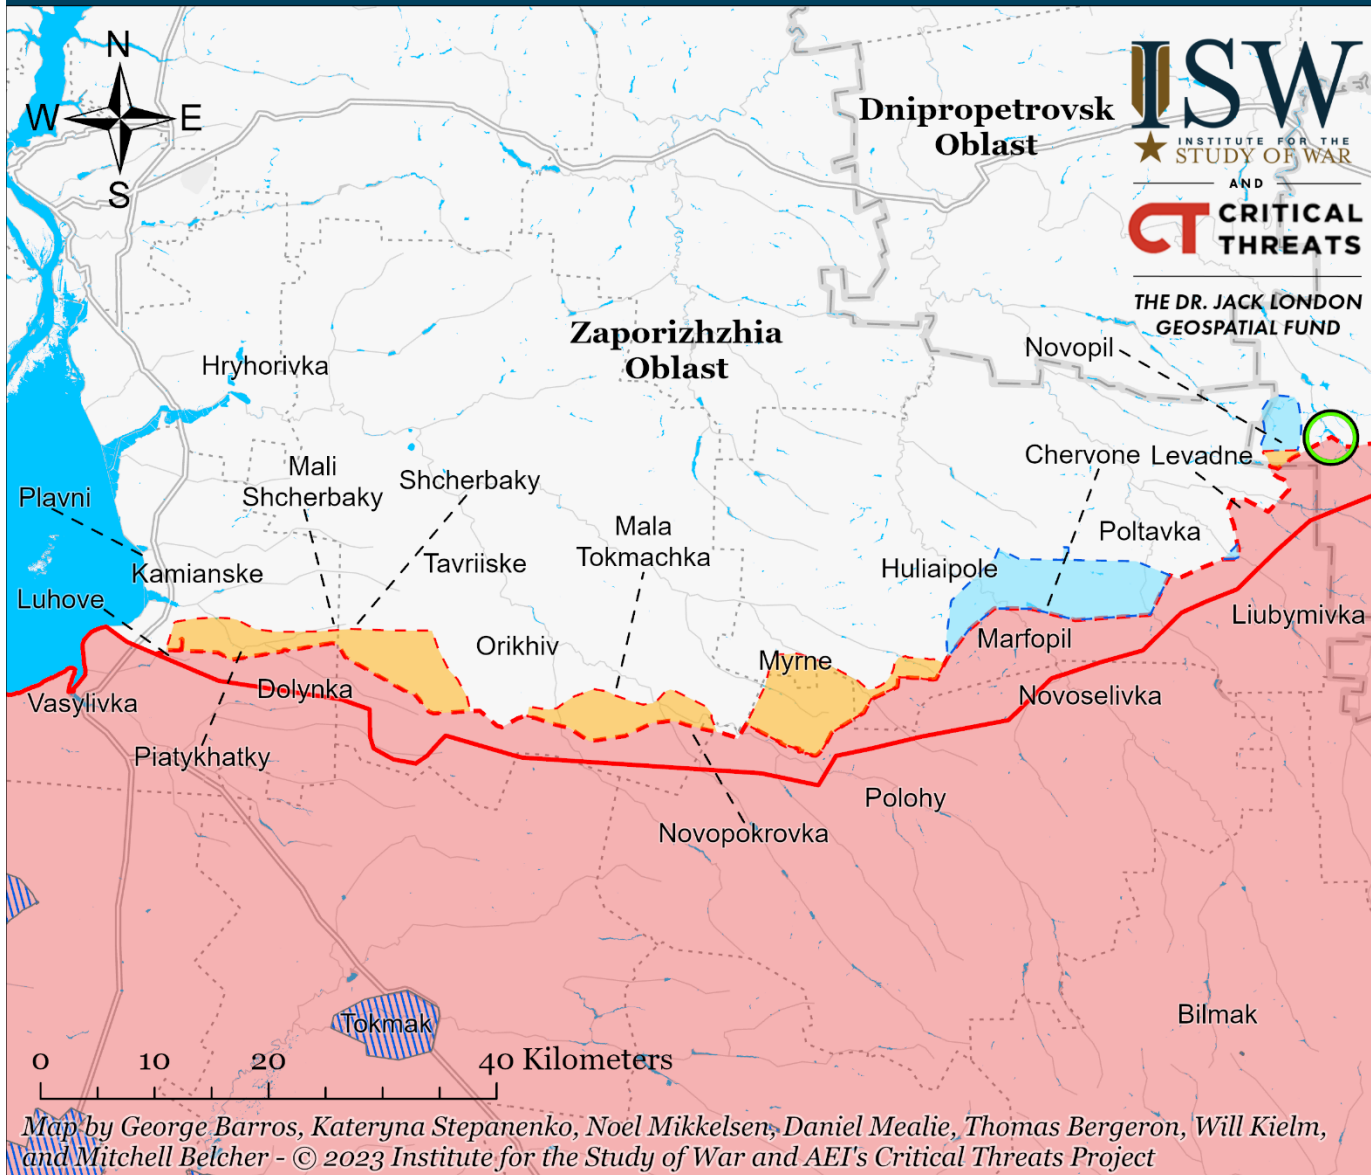 N
W
E
S
Dnipropetrovsk
Oblast
ISW
INSTITUTE FOR THE
STUDY OF WAR
AND
CT CRITICAL
THREATS
THE DR. JACK LONDON
GEOSPATIAL FUND
Zaporizhzhia
Oblast
Novopil
Hryhorivka
Chervone
Levadne
Mali
Shcherbaky
Shcherbaky
Plavni
Mala
Tokmachka
Poltavka
Tavriiske
Huliaipole
Kamianske
Luhove
Liubymivka
Orikhiv
Marfopil
Myrne
Dolynka
Novoselivka
Vasylivka
Piatykhatky
Polohy
Novopokrovka
Bilmak
Tokmak
0 10 20 40 Kilometers
Map by George Barros, Kateryna Stepanenko, Noel Mikkelsen, Daniel Mealie, Thomas Bergeron, Will Kielm,
and Mitchell Belcher - © 2023 Institute for the Study of War and AEI's Critical Threats Project